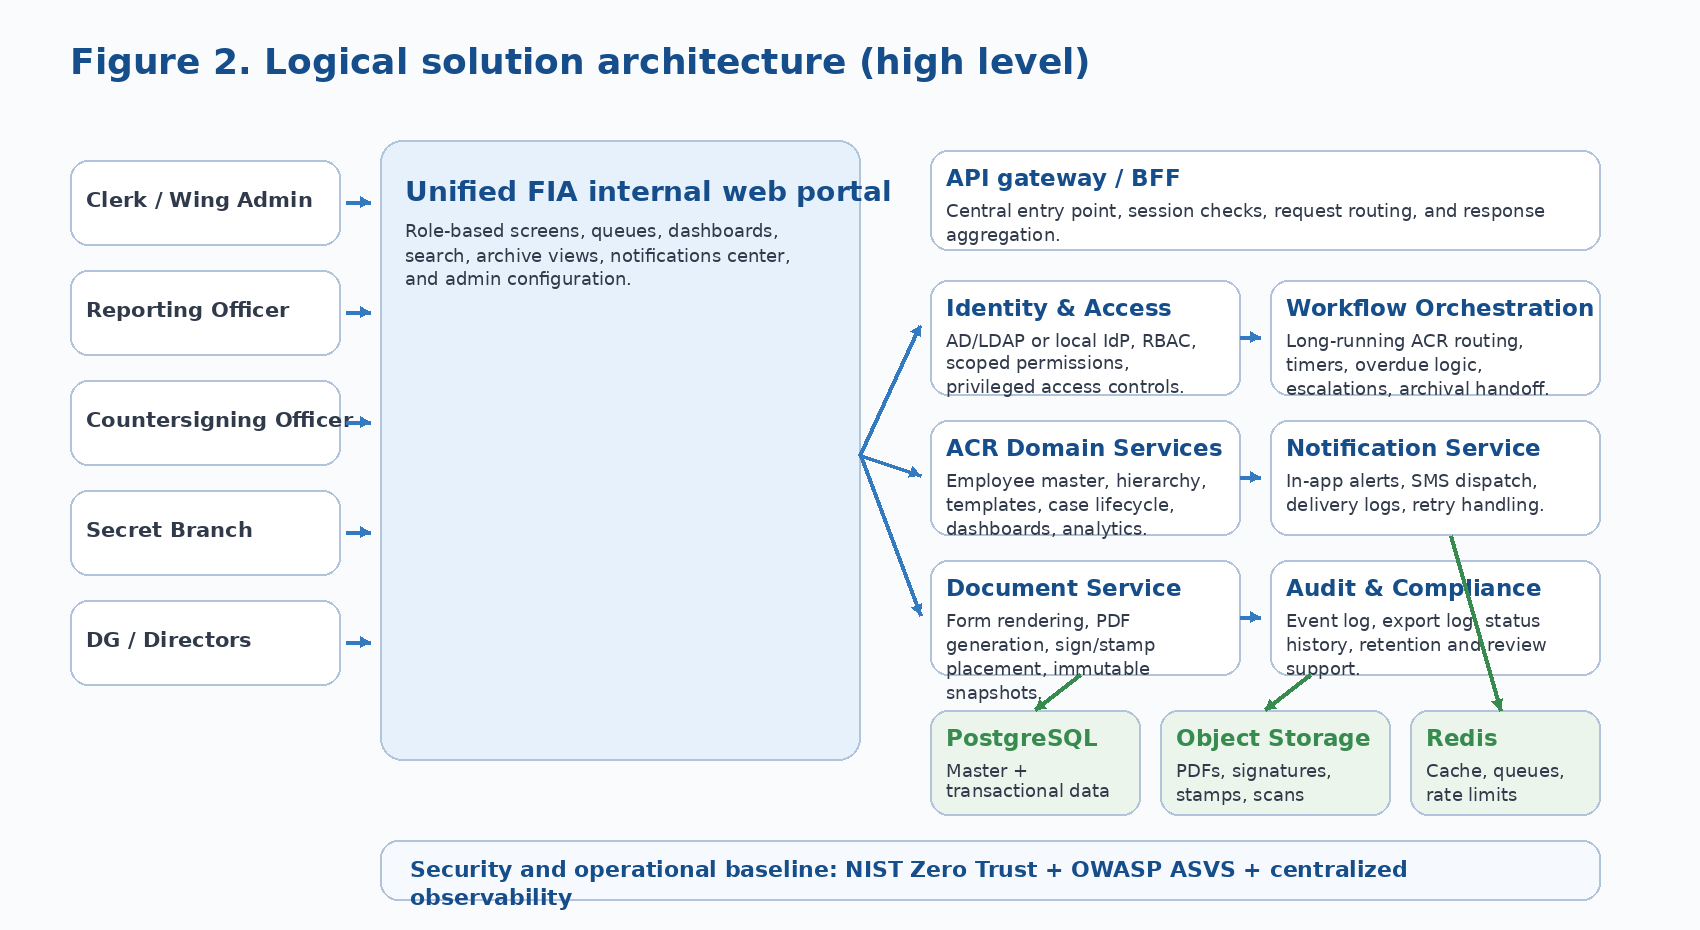 Figure 2. Logical solution architecture (high level)
Clerk / Wing Admin
Reporting Officer
Countersigning Officer
Secret Branch
DG / Directors
Unified FIA internal web portal
Role-based screens, queues, dashboards,
search, archive views, notifications center,
and admin configuration.
API gateway / BFF
Central entry point, session checks, request routing, and response
aggregation.
Identity & Access
AD/LDAP or local IdP, RBAC,
scoped permissions,
privileged access controls.
Workflow Orchestration
Long-running ACR routing,
timers, overdue logic,
escalations, archival handoff.
ACR Domain Services
Employee master, hierarchy,
templates, case lifecycle,
dashboards, analytics.
Notification Service
In-app alerts, SMS dispatch,
delivery logs, retry handling.
Document Service
Form rendering, PDF
generation, sign/stamp
placement, immutable
snapshots.
Audit & Compliance
Event log, export log, status
history, retention and review
support.
PostgreSQL
Master +
transactional data
Object Storage
PDFs, signatures,
stamps, scans
Redis
Cache, queues,
rate limits
Security and operational baseline: NIST Zero Trust + OWASP ASVS + centralized
observability